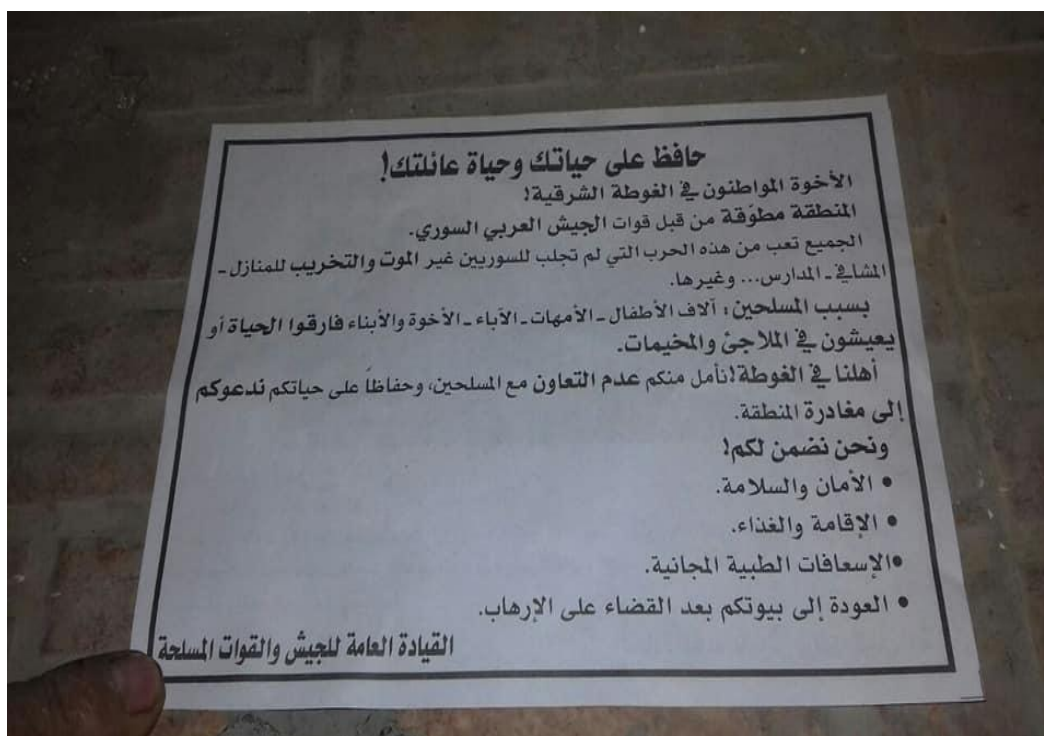 حافظ على حياتك وحياة عائلتك!
الأخوة المواطنون في الغوطة الشرقية!
المنطقة مطوّقة من قبل قوات الجيش العربي السوري.
الجميع تعب من هذه الحرب التي لم تجلب للسوريين غير الموت والتخريب للمنازل ـ
المشافي ـ المدارس... وغيرها.
بسبب المسلحين: آلاف الأطفال ـ الأمهات ـ الآباء ـ الأخوة والأبناء فارقوا الحياة أو
يعيشون في الملاجئ والمخيمات.
أهلنا في الغوطة! نأمل منكم عدم التعاون مع المسلحين، وحفاظاً على حياتكم ندعوكم
إلى مغادرة المنطقة.
ونحن نضمن لكم!
• الأمان والسلامة.
• الإقامة والغذاء.
•الإسعافات الطبية المجانية.
• العودة إلى بيوتكم بعد القضاء على الإرهاب.
القيادة العامة للجيش والقوات المسلحة